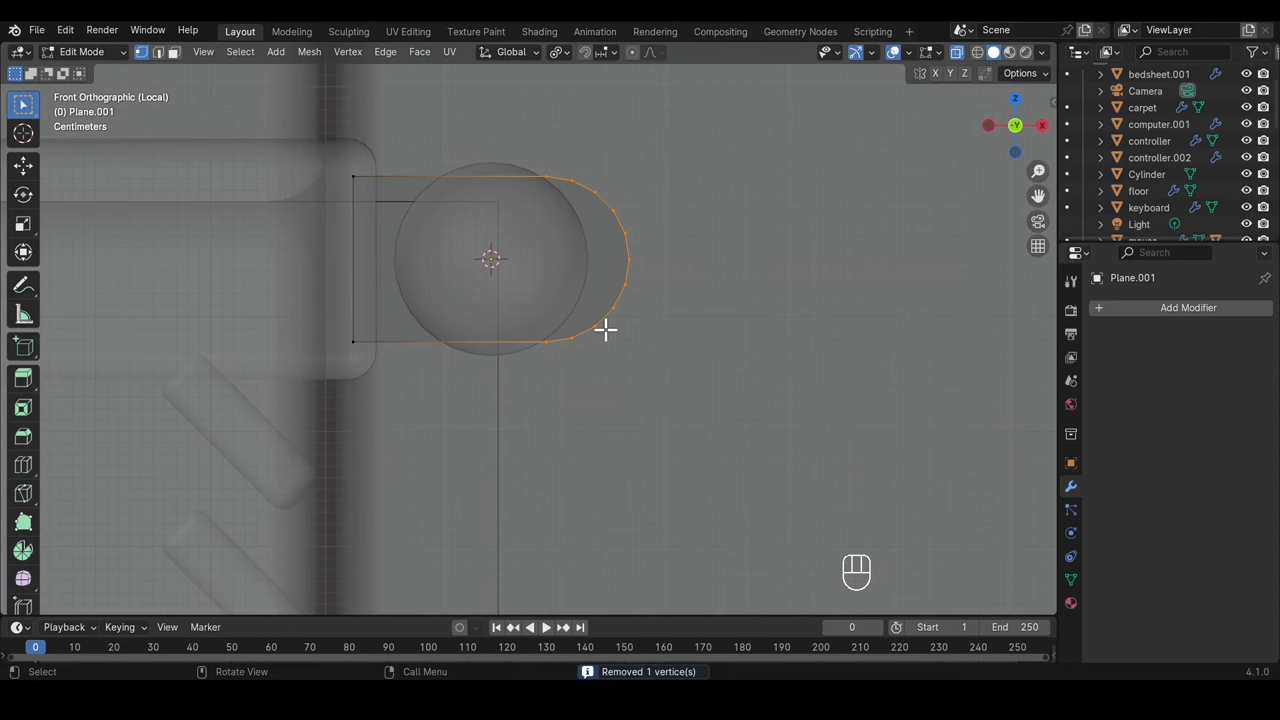 File Edit Render Window Help Layout Modeling Sculpting UV Editing Texture Paint Shading Animation Rendering Compositing Geometry Nodes Scripting + Scene ViewLayer
Edit Mode View Select Add Mesh Vertex Edge Face UV Global Search
X Y Z Options
Front Orthographic (Local)
(0) Plane.001
Centimeters
Z
-Y
X
bedsheet.001
Camera
carpet
computer.001
controller
controller.002
Cylinder
floor
keyboard
Light
Search
Plane.001
+ Add Modifier
Playback Keying View Marker 0 Start 1 End 250
0 10 20 30 40 50 60 70 80 90 100 110 120 130 140 150 160 170 180 190 200 210 220 230 240 250
Select Rotate View Call Menu Removed 1 vertice(s) 4.1.0